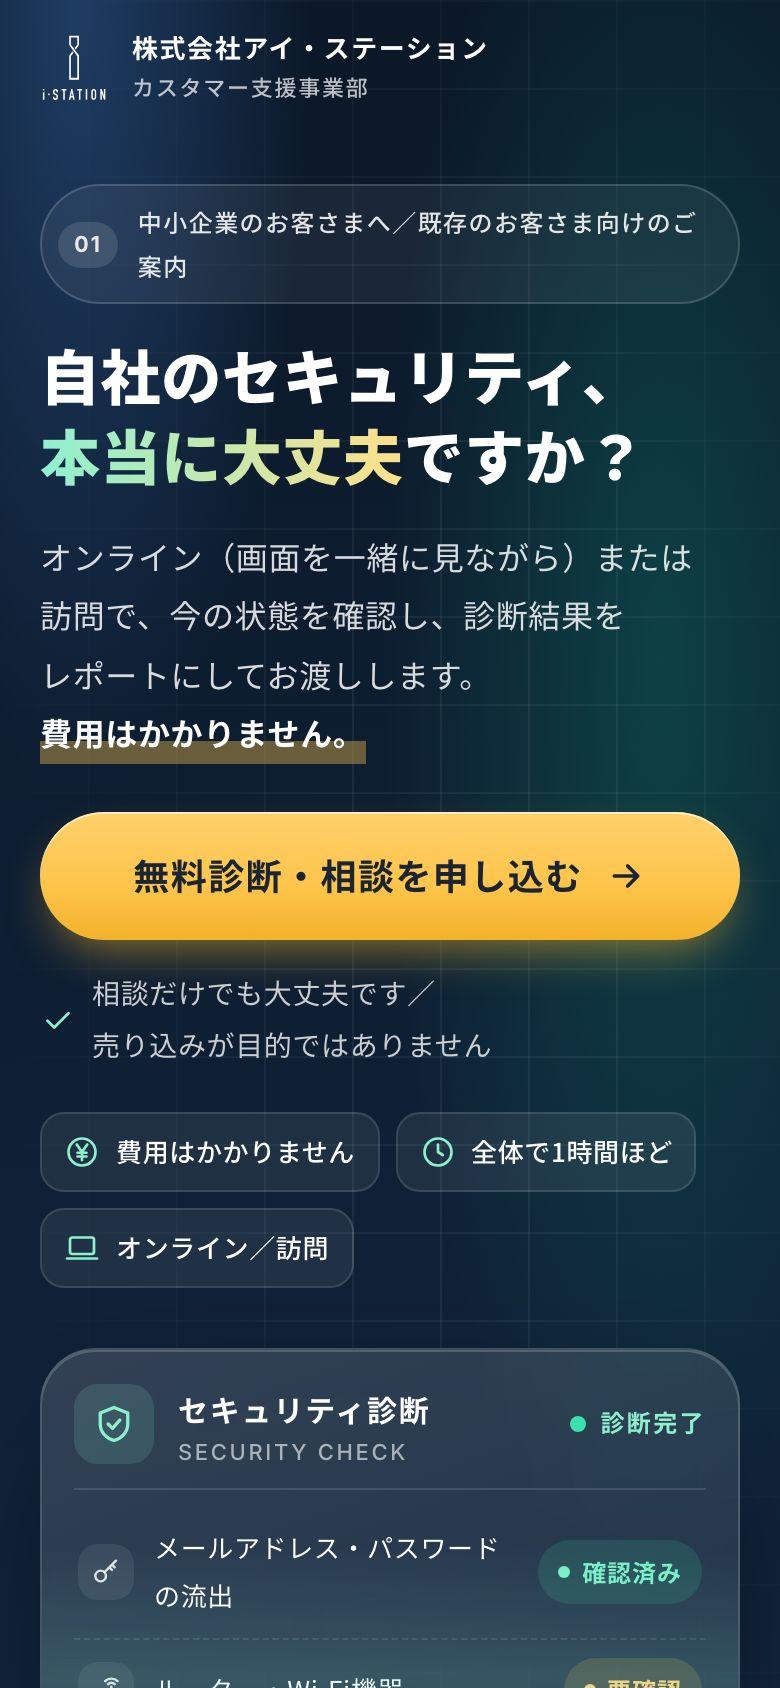 i·STATION
株式会社アイ・ステーション
カスタマー支援事業部
01
中小企業のお客さまへ／既存のお客さま向けのご
案内
自社のセキュリティ、
本当に大丈夫ですか？
オンライン（画面を一緒に見ながら）または
訪問で、今の状態を確認し、診断結果を
レポートにしてお渡しします。
費用はかかりません。
無料診断・相談を申し込む →
相談だけでも大丈夫です／
売り込みが目的ではありません
費用はかかりません
全体で1時間ほど
オンライン／訪問
セキュリティ診断
SECURITY CHECK
診断完了
メールアドレス・パスワード
の流出
確認済み
Wi-Fi機器
要確認